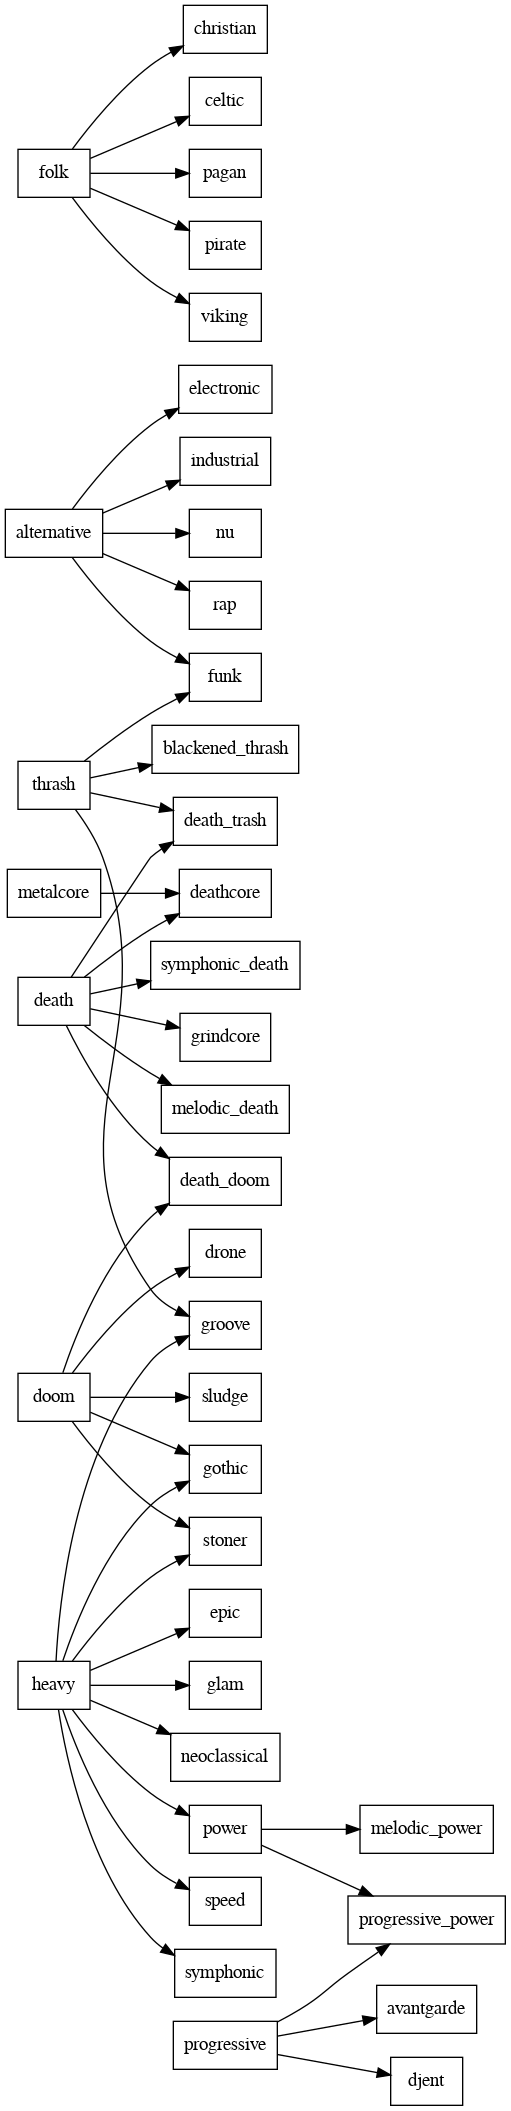 christian
celtic
folk
pagan
pirate
viking
electronic
industrial
alternative
nu
rap
funk
blackened_thrash
thrash
death_trash
metalcore
deathcore
symphonic_death
death
grindcore
melodic_death
death_doom
drone
groove
doom
sludge
gothic
stoner
epic
heavy
glam
neoclassical
power
melodic_power
speed
progressive_power
symphonic
avantgarde
progressive
djent